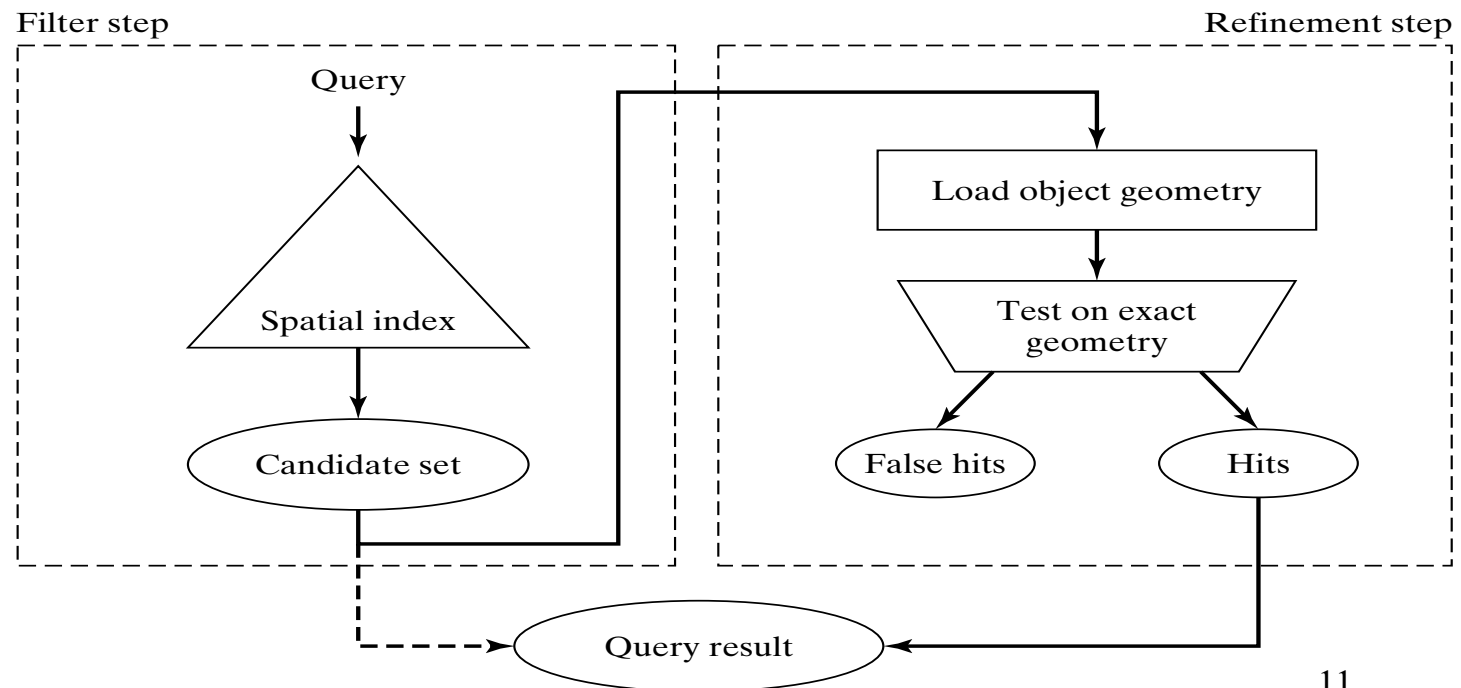 Filter step
Refinement step
Query
Spatial index
Candidate set
Load object geometry
Test on exact
geometry
False hits
Hits
Query result
11